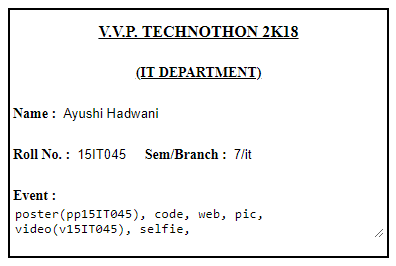 V.V.P. TECHNOTHON 2K18
(IT DEPARTMENT)
Name : Ayushi Hadwani
Roll No. : 15IT045 Sem/Branch : 7/it
Event :
poster(pp15IT045), code, web, pic,
video(v15IT045), selfie,